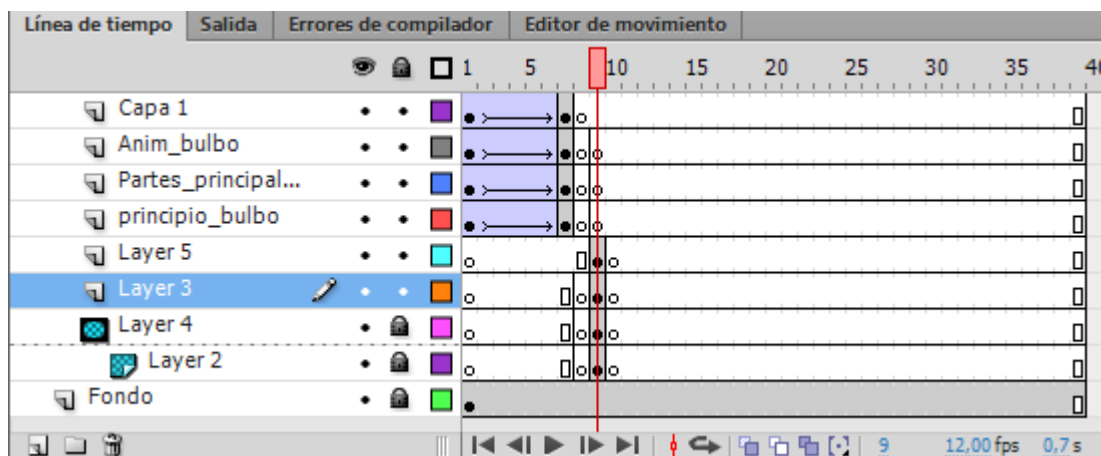 Línea de tiempo Salida Errores de compilador Editor de movimiento
1 5 10 15 20 25 30 35
Capa 1
Anim_bulbo
Partes_principal...
principio_bulbo
Layer 5
Layer 3
Layer 4
Layer 2
Fondo
9 12,00 fps 0,7 s